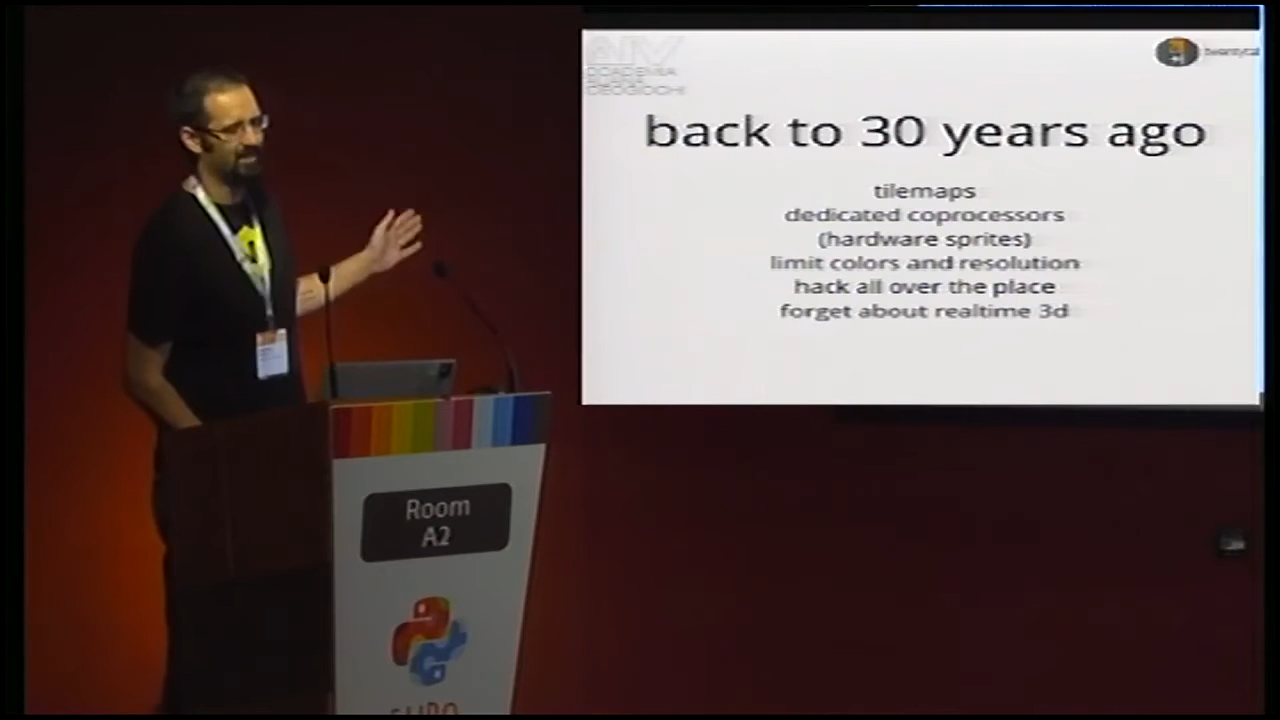 back to 30 years ago
tilemaps
dedicated coprocessors
(hardware sprites)
limit colors and resolution
hack all over the place
forget about realtime 3d
Room
A2
EURO